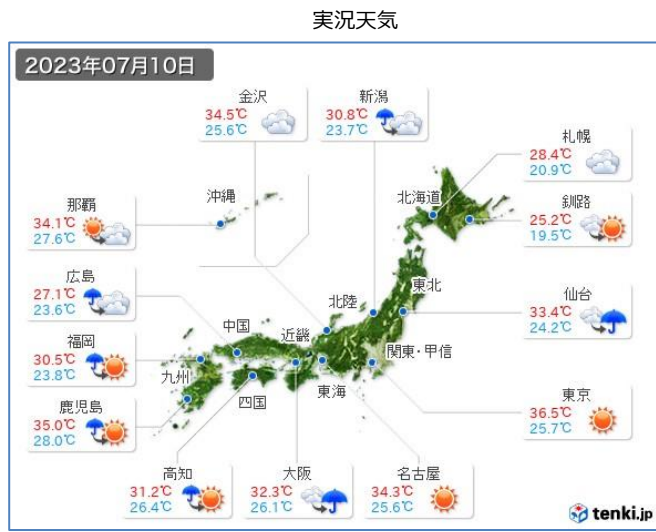 実況天気
2023年07月10日
金沢
34.5℃
25.6℃
新潟
30.8℃
23.7℃
札幌
28.4℃
20.9℃
那覇
34.1℃
27.6℃
沖縄
北海道
釧路
25.2℃
19.5℃
広島
27.1℃
23.6℃
東北
仙台
33.4℃
24.2℃
北陸
中国
近畿
関東・甲信
福岡
30.5℃
23.8℃
九州
四国
東海
東京
36.5℃
25.7℃
鹿児島
35.0℃
28.0℃
高知
31.2℃
26.4℃
大阪
32.3℃
26.1℃
名古屋
34.3℃
25.6℃
tenki.jp